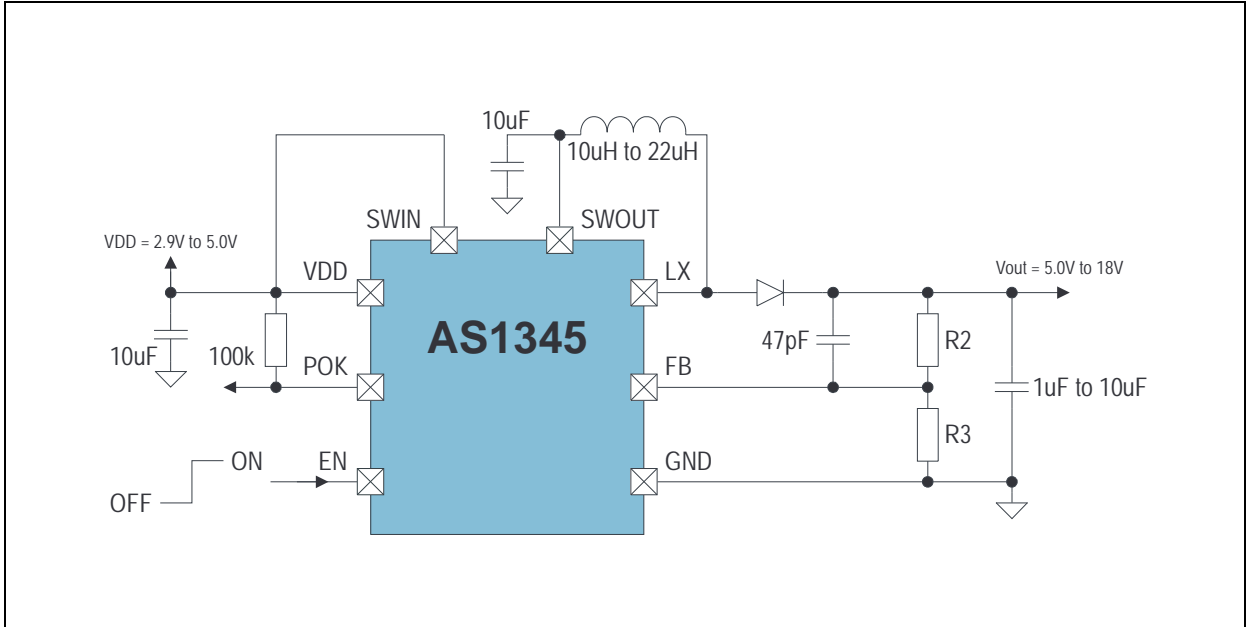 10uF
10uH to 22uH
SWIN
SWOUT
VDD = 2.9V to 5.0V
VDD
LX
Vout = 5.0V to 18V
AS1345
10uF
100k
POK
47pF
FB
R2
1uF to 10uF
R3
ON
EN
GND
OFF